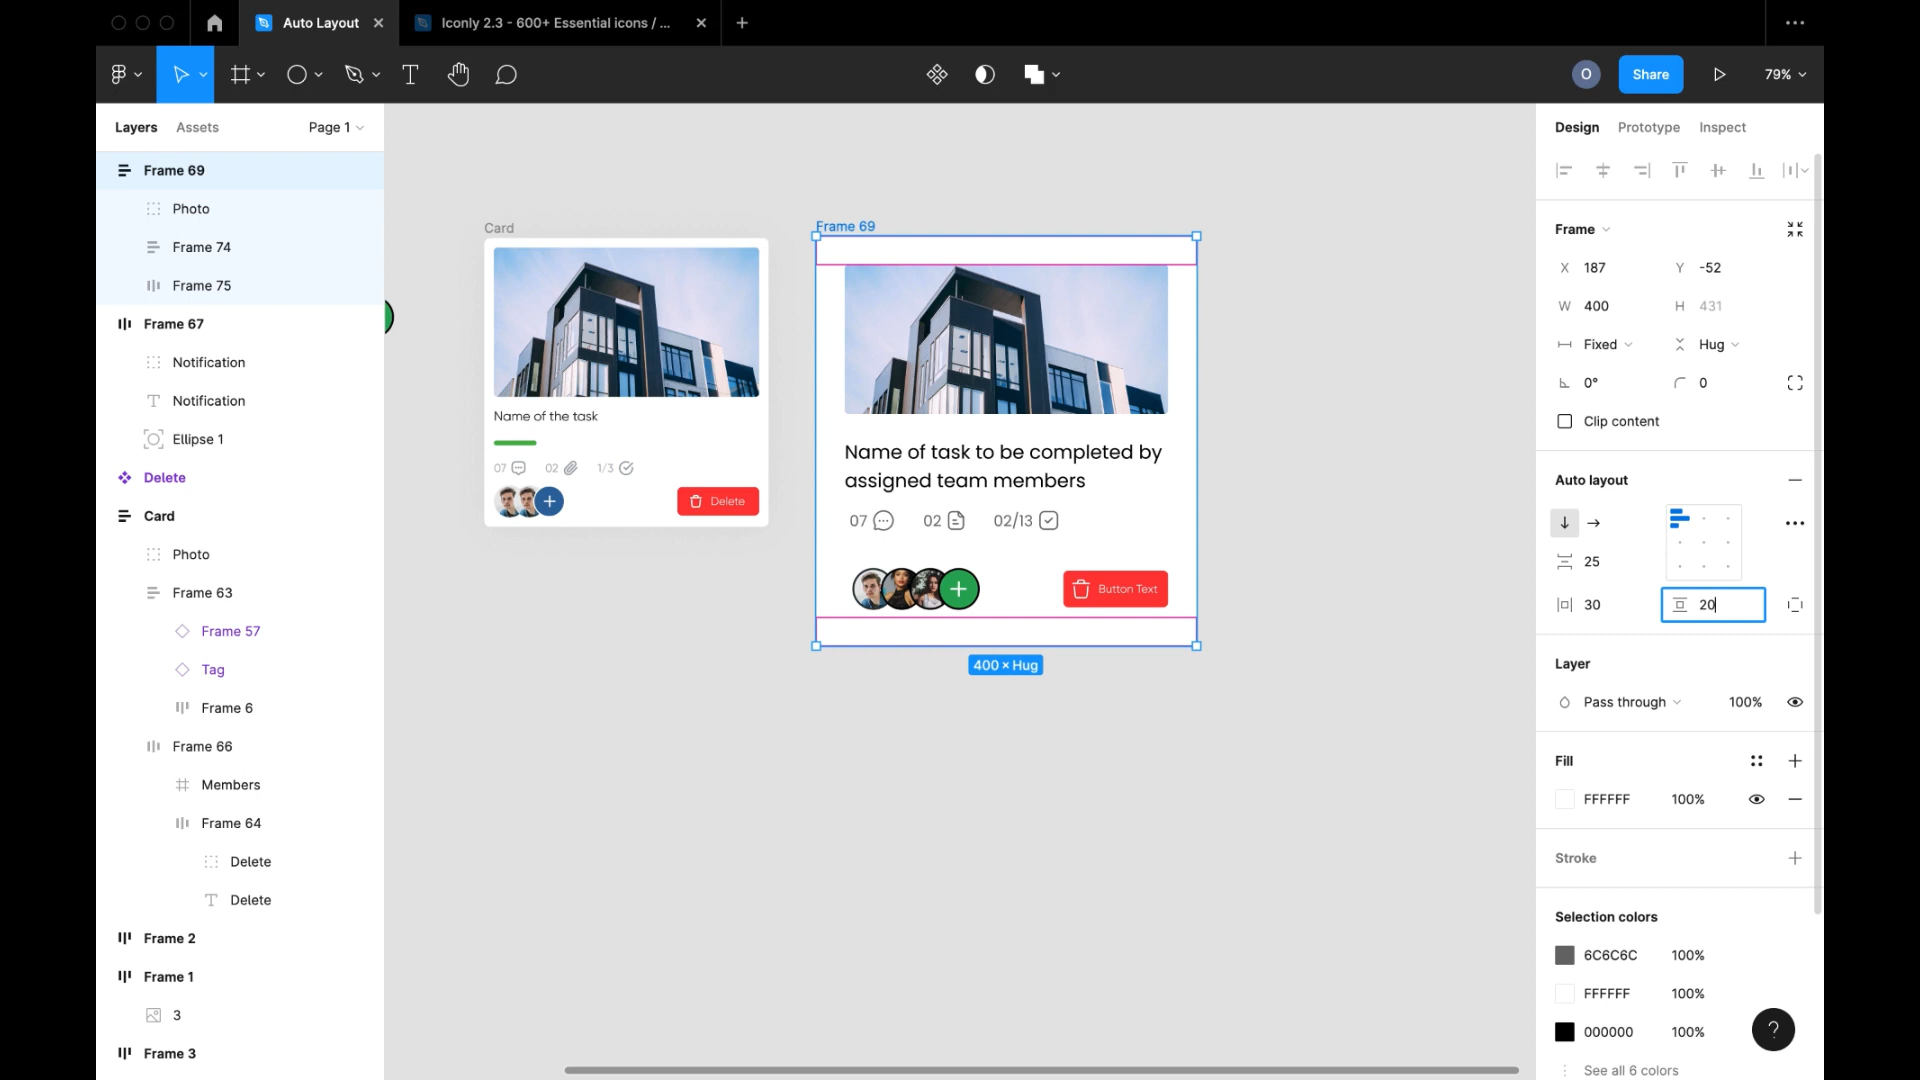 Auto Layout
Iconly 2.3 - 600+ Essential icons / ...
O
Share
79%
Layers
Assets
Page 1
Frame 69
Photo
Frame 74
Frame 75
Frame 67
Notification
Notification
Ellipse 1
Delete
Card
Photo
Frame 63
Frame 57
Tag
Frame 6
Frame 66
Members
Frame 64
Delete
Delete
Frame 2
Frame 1
3
Frame 3
Card
Name of the task
07 02 1/3
Delete
Frame 69
Name of task to be completed by
assigned team members
07 02 02/13
Button Text
400 × Hug
Design Prototype Inspect
Frame
X 187 Y -52
W 400 H 431
Fixed Hug
0° 0
Clip content
Auto layout
25
30 20
Layer
Pass through 100%
Fill
FFFFFF 100%
Stroke
Selection colors
6C6C6C 100%
FFFFFF 100%
000000 100%
See all 6 colors
?